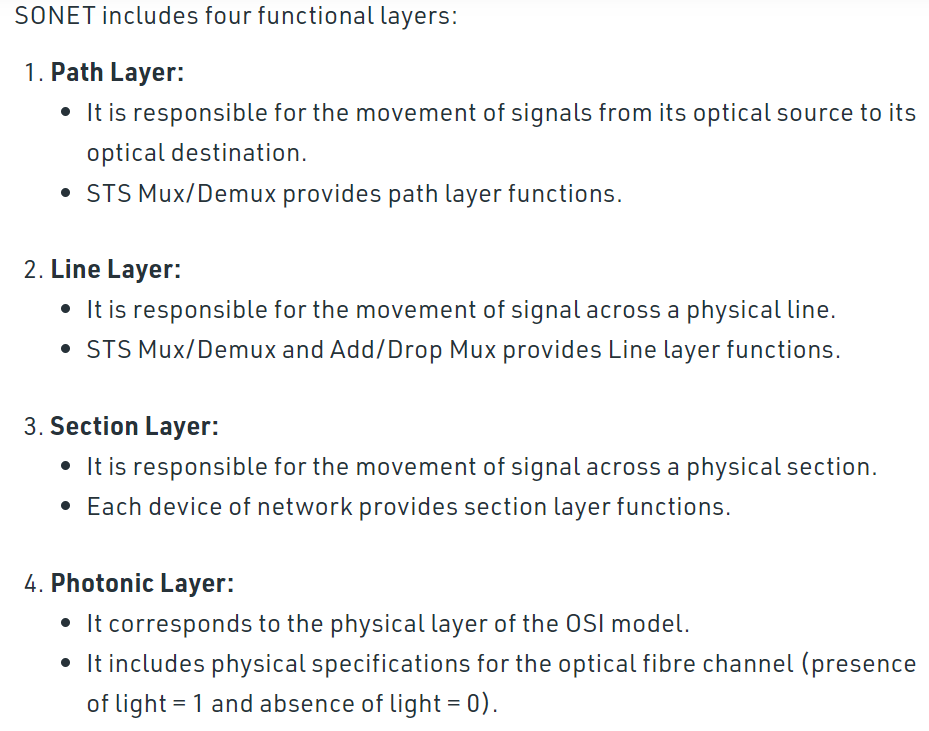 SONET includes four functional layers:
1. Path Layer:
• It is responsible for the movement of signals from its optical source to its
optical destination.
• STS Mux/Demux provides path layer functions.
2. Line Layer:
• It is responsible for the movement of signal across a physical line.
• STS Mux/Demux and Add/Drop Mux provides Line layer functions.
3. Section Layer:
• It is responsible for the movement of signal across a physical section.
• Each device of network provides section layer functions.
4. Photonic Layer:
• It corresponds to the physical layer of the OSI model.
• It includes physical specifications for the optical fibre channel (presence
of light = 1 and absence of light = 0).